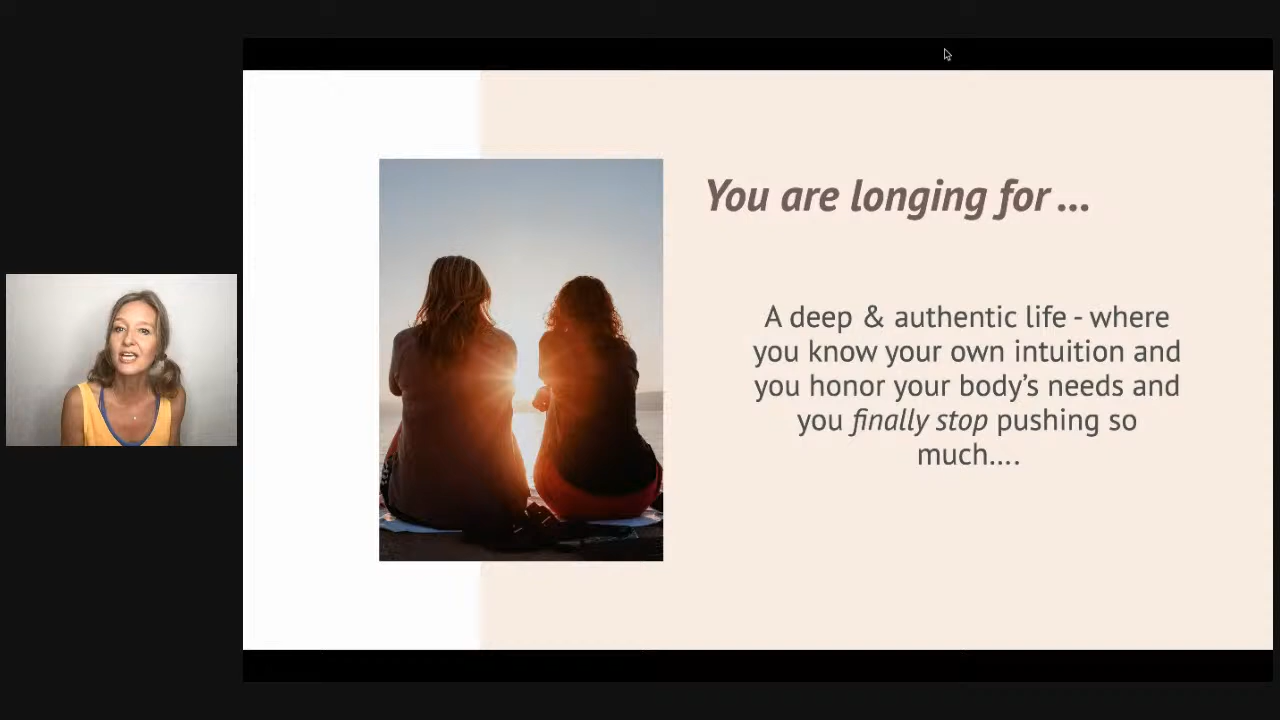 You are longing for ...
A deep & authentic life - where
you know your own intuition and
you honor your body’s needs and
you finally stop pushing so
much....